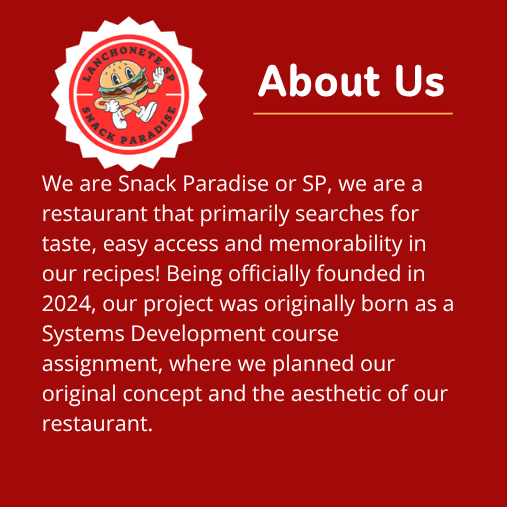 LANCHONETE SP
SNACK PARADISE
About Us
We are Snack Paradise or SP, we are a
restaurant that primarily searches for
taste, easy access and memorability in
our recipes! Being officially founded in
2024, our project was originally born as a
Systems Development course
assignment, where we planned our
original concept and the aesthetic of our
restaurant.